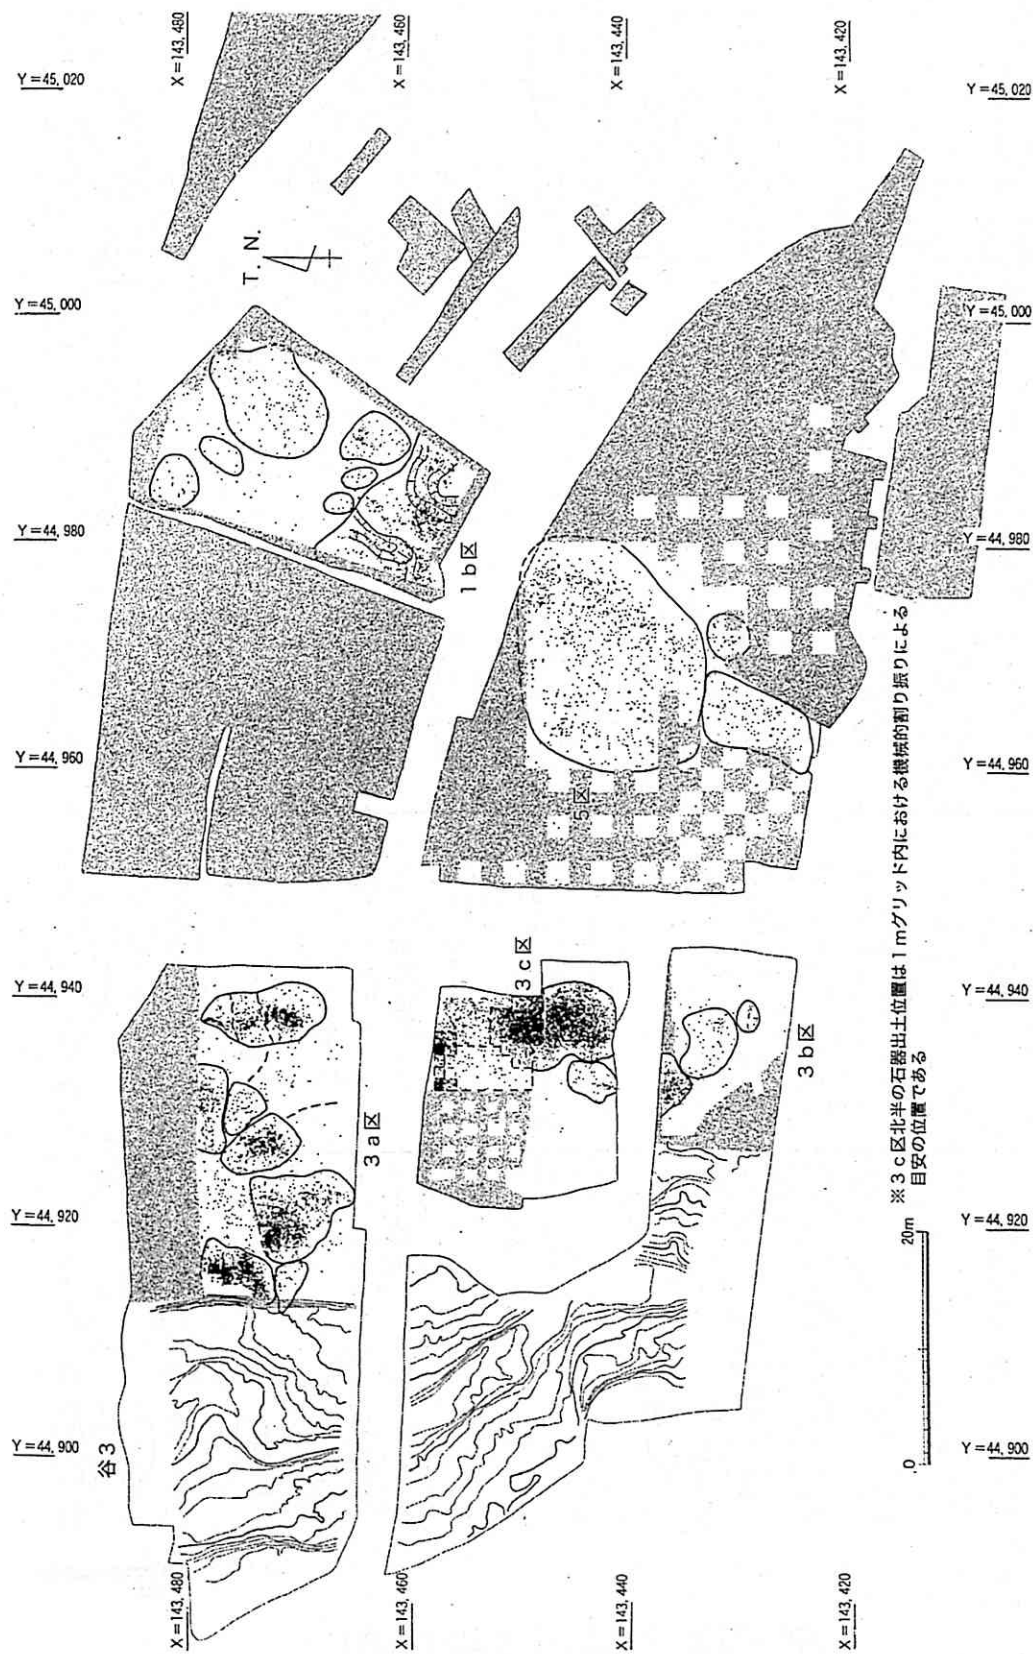 X=143,480
X=143,460
X=143,440
X=143,420
Y=45,020
Y=45,020
T. N.
Y=45,000
Y=45,000
1b区
Y=44,980
Y=44,980
Y=44,960
Y=44,960
5区
Y=44,940
Y=44,940
3a区
3c区
3b区
※3c区北半の石器出土位置は1mグリッド内における機械的割り振りによる
目安の位置である
Y=44,920
Y=44,920
谷3
Y=44,900
Y=44,900
0
20m
X=143,480
X=143,460
X=143,440
X=143,420